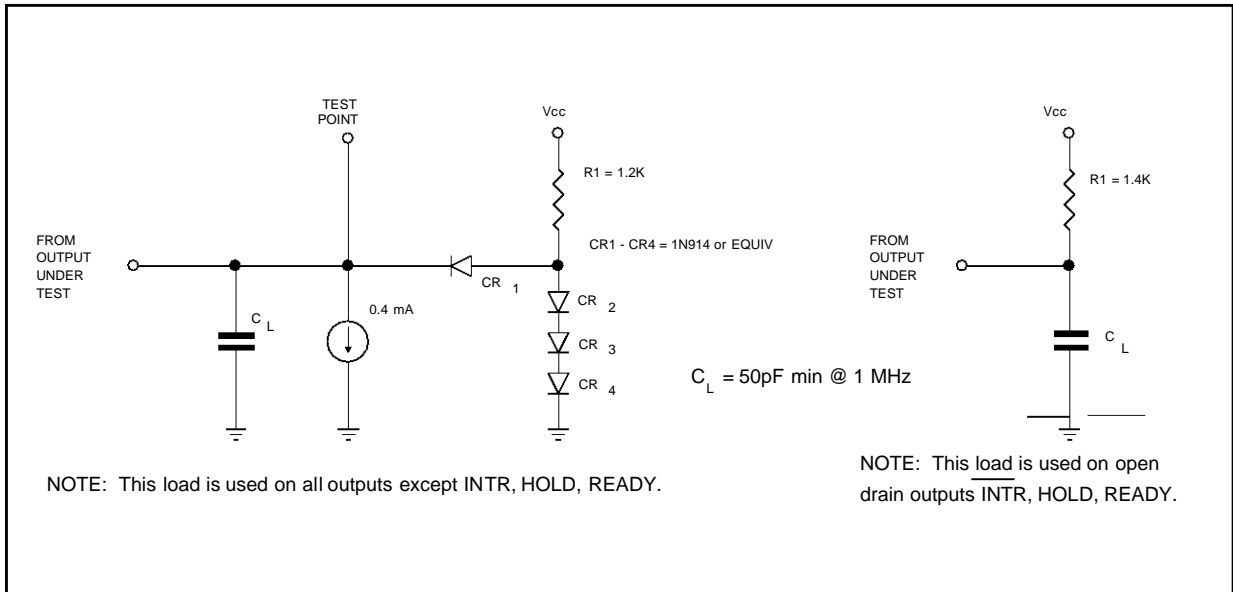 TEST
POINT
Vcc
R1 = 1.2K
FROM
OUTPUT
UNDER
TEST
CR1 - CR4 = 1N914 or EQUIV
CR 1
CR 2
0.4 mA
C L
CR 3
CR 4
NOTE: This load is used on all outputs except INTR, HOLD, READY.
C L = 50pF min @ 1 MHz
Vcc
R1 = 1.4K
FROM
OUTPUT
UNDER
TEST
C L
NOTE: This load is used on open
drain outputs INTR, HOLD, READY.